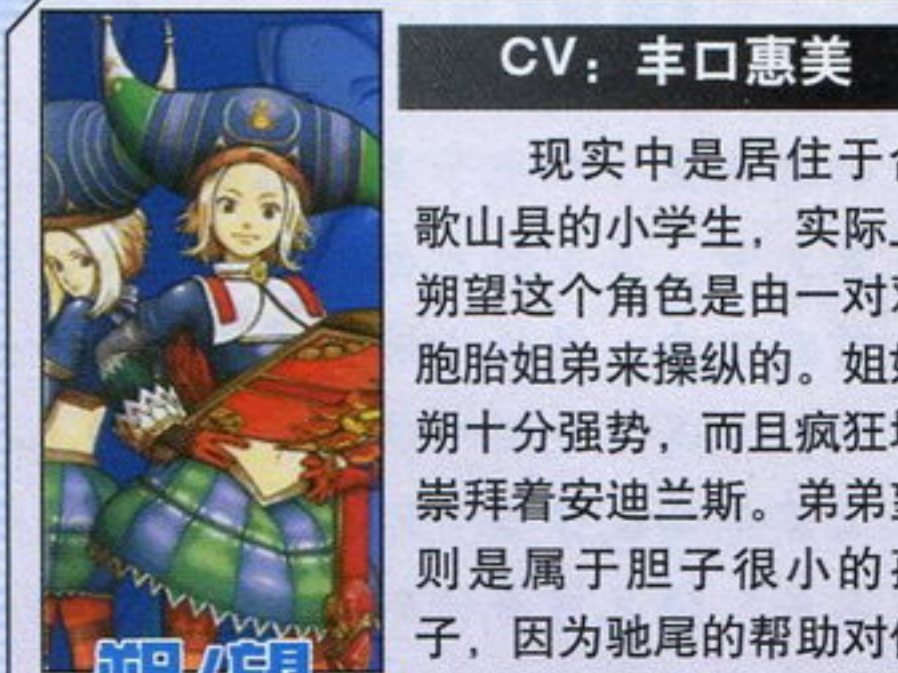 CV：丰口惠美
现实中是居住于
歌山县的小学生，实际
朔望这个角色是由一对
胞胎姐弟来操纵的。姐
朔十分强势，而且疯狂
崇拜着安迪兰斯。弟弟
则是属于胆子很小的
子，因为驰尾的帮助对
朔/望